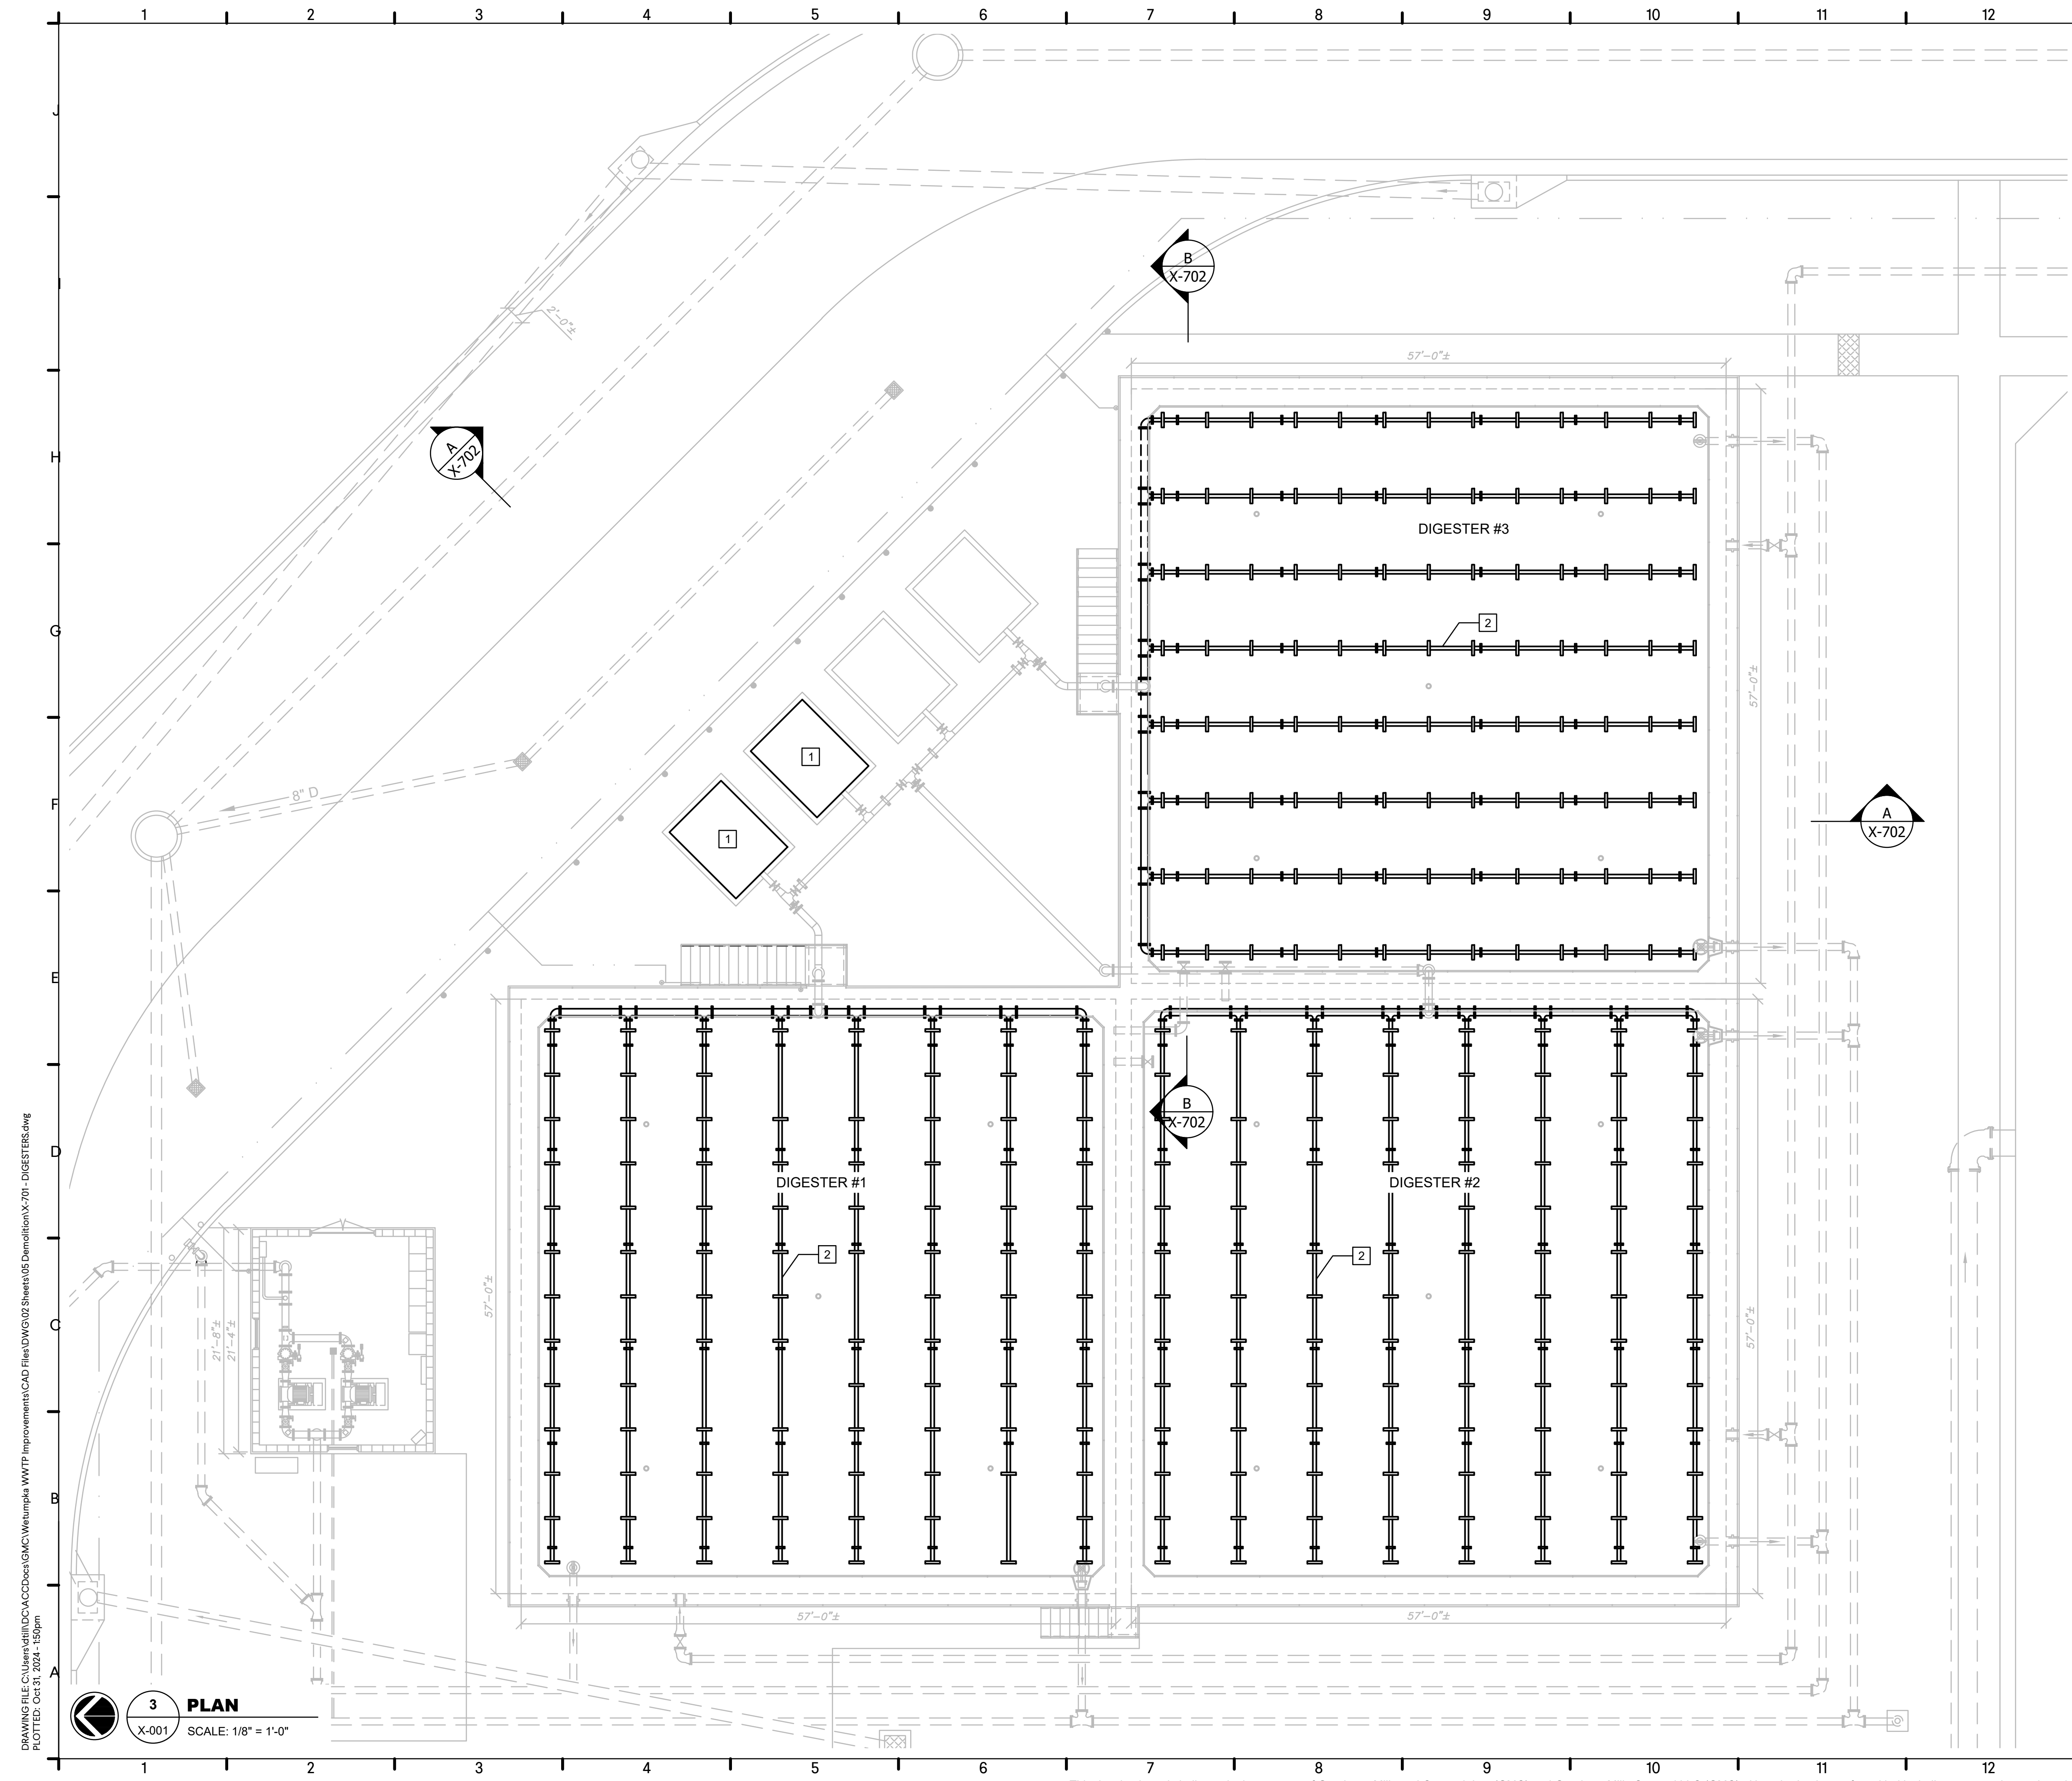 1 2 3 4 5 6 7 8 9 10 11 12
J
B
X-702
I
2'-0"±
57'-0"±
A
X-702
H
DIGESTER #3
G
2
57'-0"±
1
1
F
8" D
A
X-702
E
B
X-702
D
DIGESTER #1
DIGESTER #2
2
2
57'-0"±
57'-0"±
C
21'-8"±
21'-4"±
B
57'-0"±
57'-0"±
A
3
X-001
PLAN
SCALE: 1/8" = 1'-0"
DRAWING FILE: C:\Users\dtill\DC\ACCDocs\GMC\Wetumpka WWTP Improvements\CAD Files\DWG\02 Sheets\05 Demolition\X-701 - DIGESTERS.dwg
PLOTTED: Oct 31, 2024 - 1:50pm
1 2 3 4 5 6 7 8 9 10 11 12